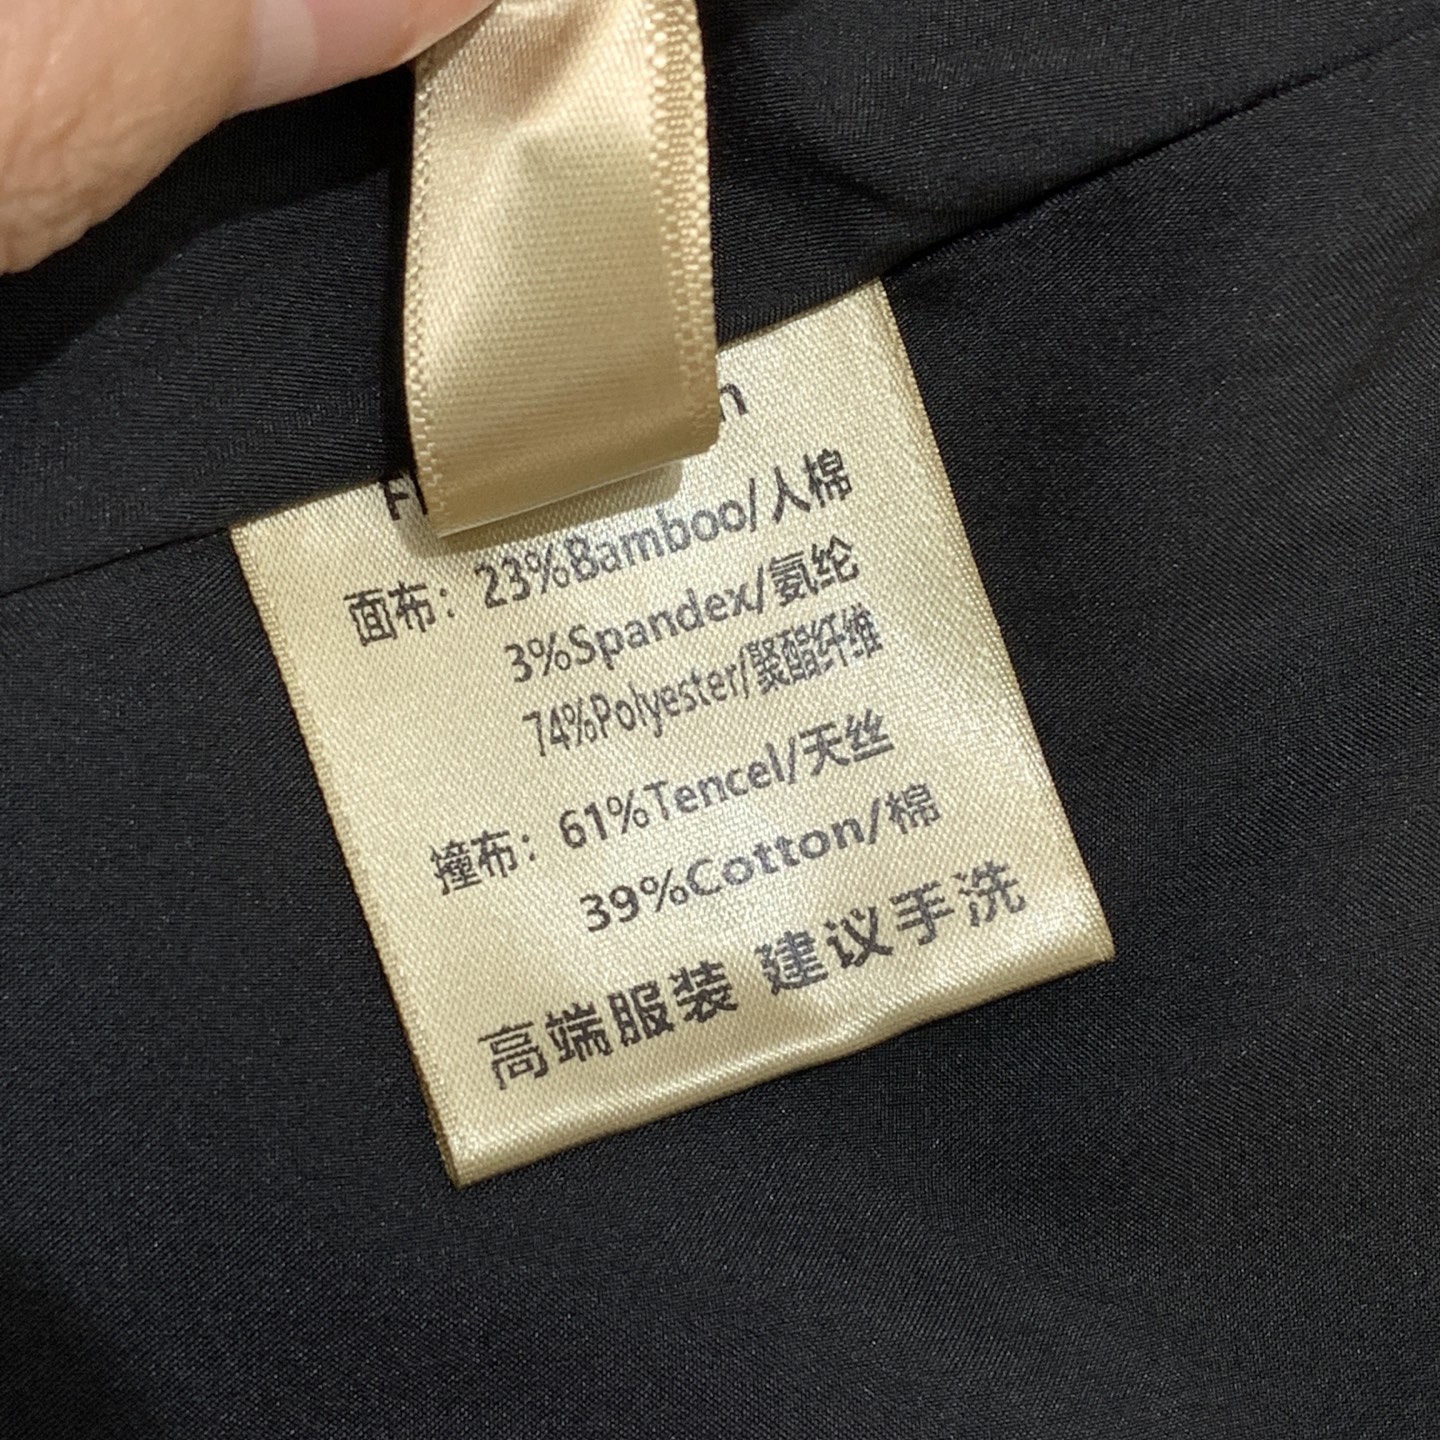 面布：23%Bamboo/人棉
3%Spandex/氨纶
74%Polyester/聚酯纤维
撞布：61%Tencel/天丝
39%Cotton/棉
高端服装 建议手洗